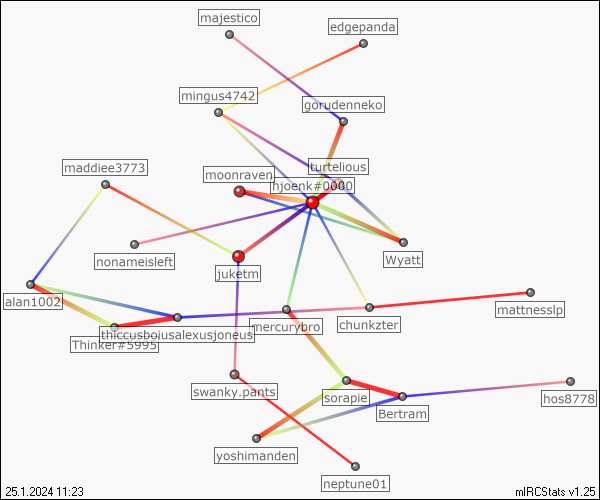 majestico
edgepanda
mingus4742
gorudenneko
maddiee3773
turtelious
moonraven
hjoenk#0000
nonameisleft
Wyatt
juketm
alan1002
mattnesslp
mercurybro
chunkzter
thiccusboiusalexusjoneus
Thinker#5995
swanky.pants
sorapie
hos8778
Bertram
yoshimanden
neptune01
25.1.2024 11:23
mIRCStats v1.25